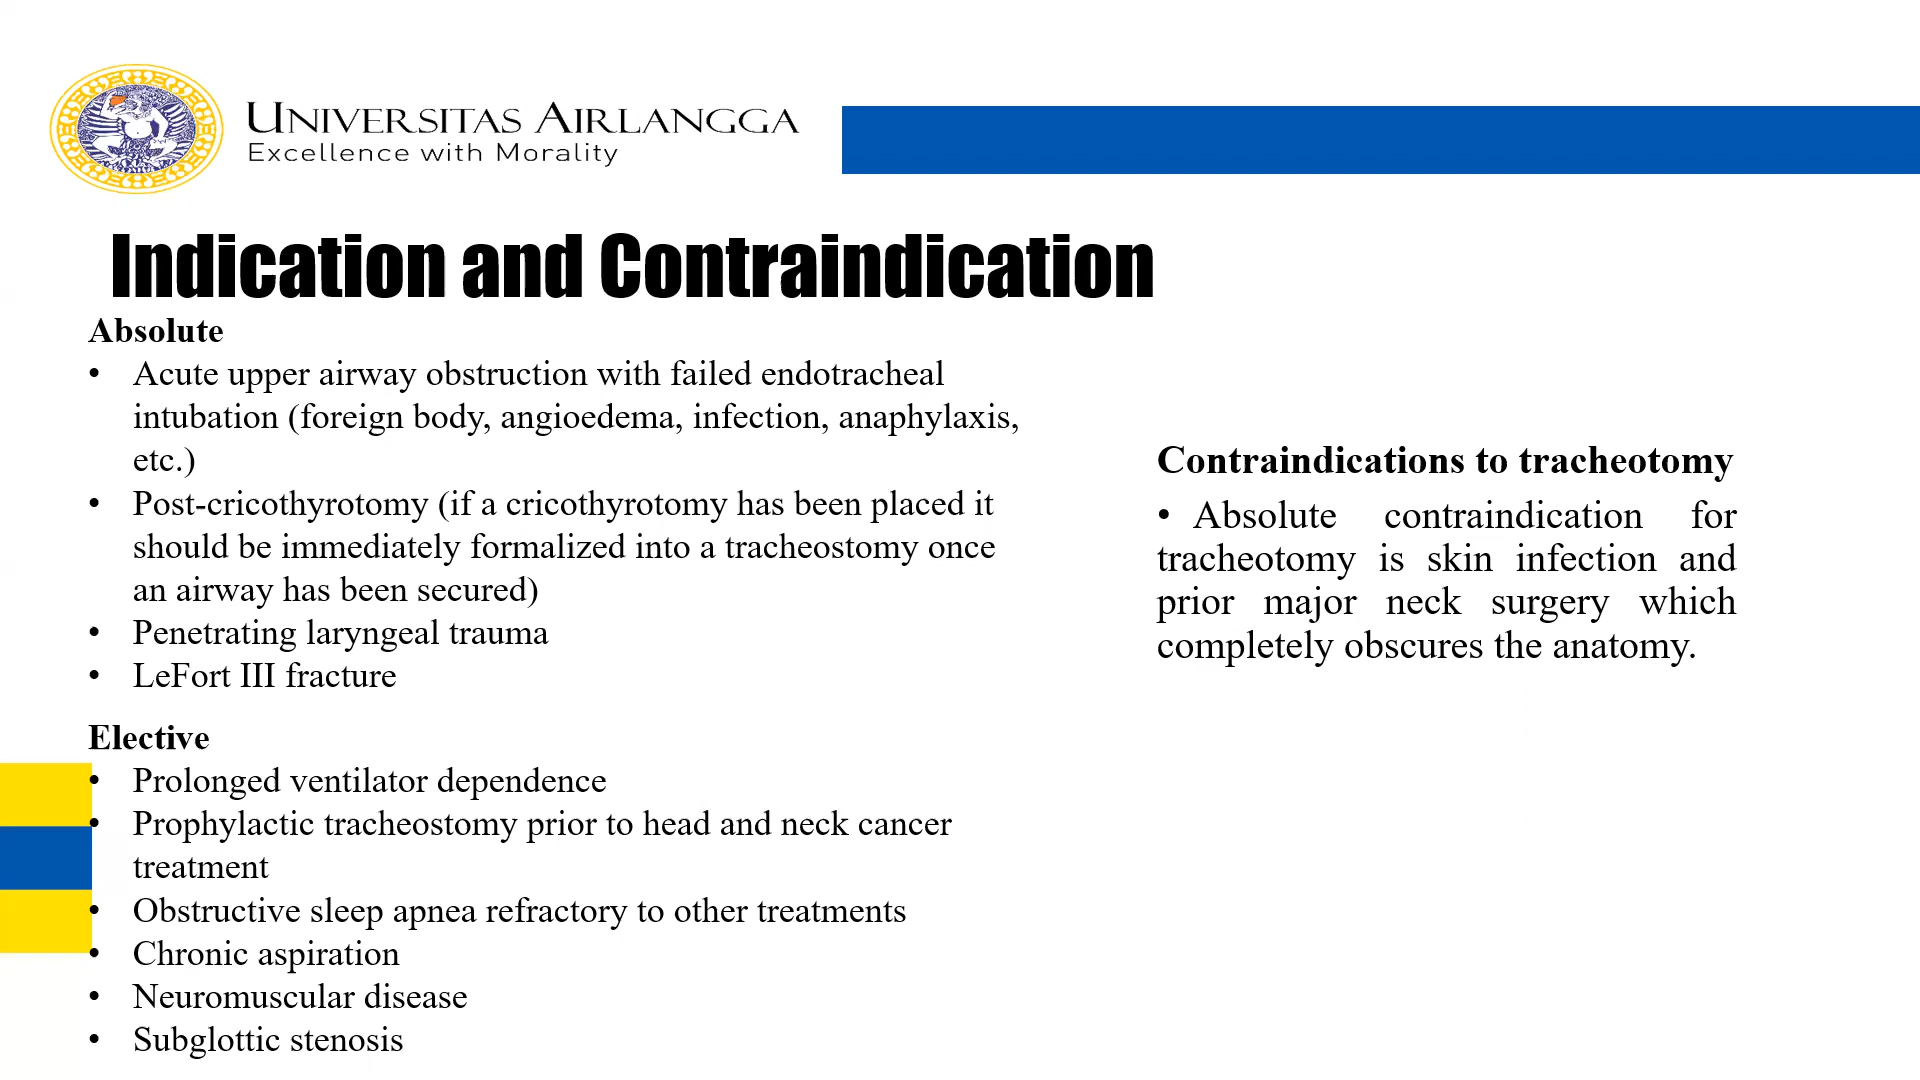 UNIVERSITAS AIRLANGGA
Excellence with Morality
Indication and Contraindication
Absolute
• Acute upper airway obstruction with failed endotracheal
intubation (foreign body, angioedema, infection, anaphylaxis,
etc.)
• Post-cricothyrotomy (if a cricothyrotomy has been placed it
should be immediately formalized into a tracheostomy once
an airway has been secured)
• Penetrating laryngeal trauma
• LeFort III fracture
Elective
• Prolonged ventilator dependence
• Prophylactic tracheostomy prior to head and neck cancer
treatment
• Obstructive sleep apnea refractory to other treatments
• Chronic aspiration
• Neuromuscular disease
• Subglottic stenosis
Contraindications to tracheotomy
• Absolute contraindication for
tracheotomy is skin infection and
prior major neck surgery which
completely obscures the anatomy.